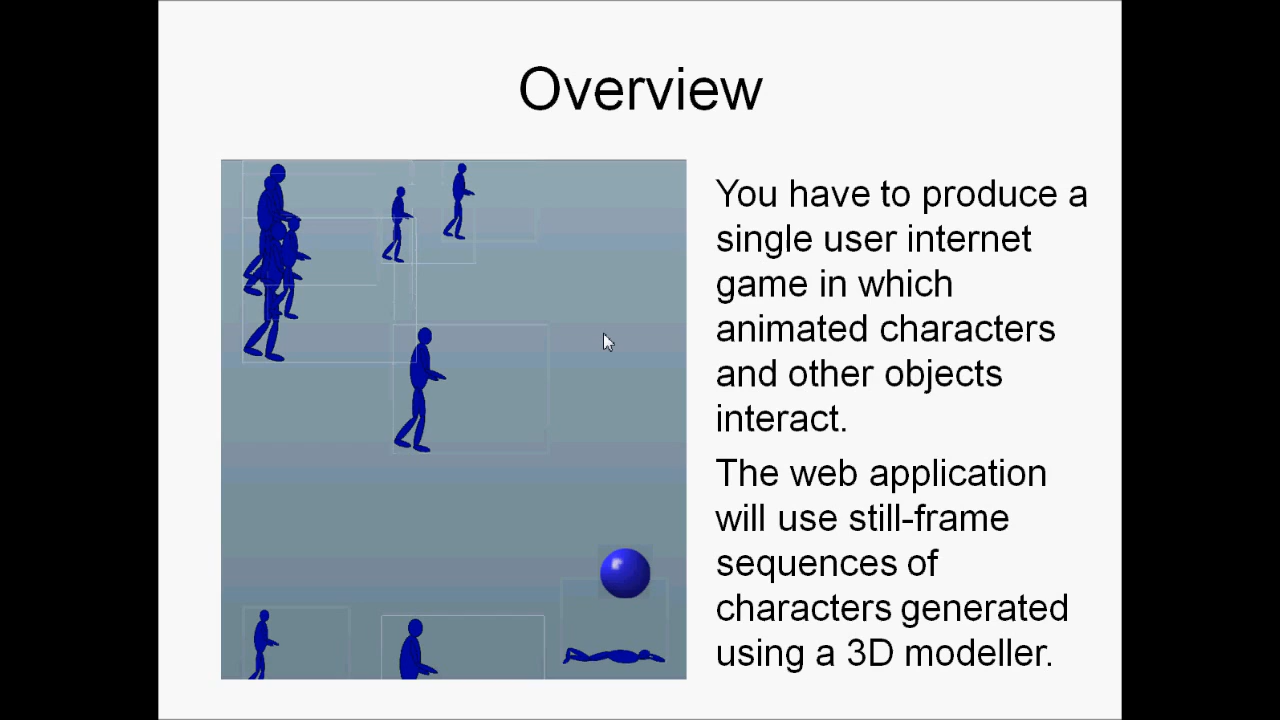 Overview
You have to produce a
single user internet
game in which
animated characters
and other objects
interact.
The web application
will use still-frame
sequences of
characters generated
using a 3D modeller.